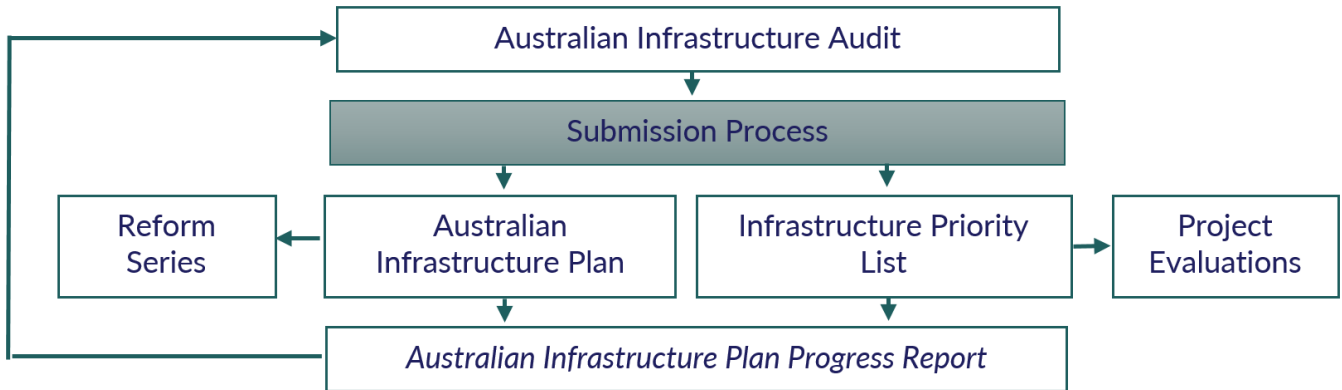 Australian Infrastructure Audit
Submission Process
Reform
Series
Australian
Infrastructure Plan
Infrastructure Priority
List
Project
Evaluations
Australian Infrastructure Plan Progress Report